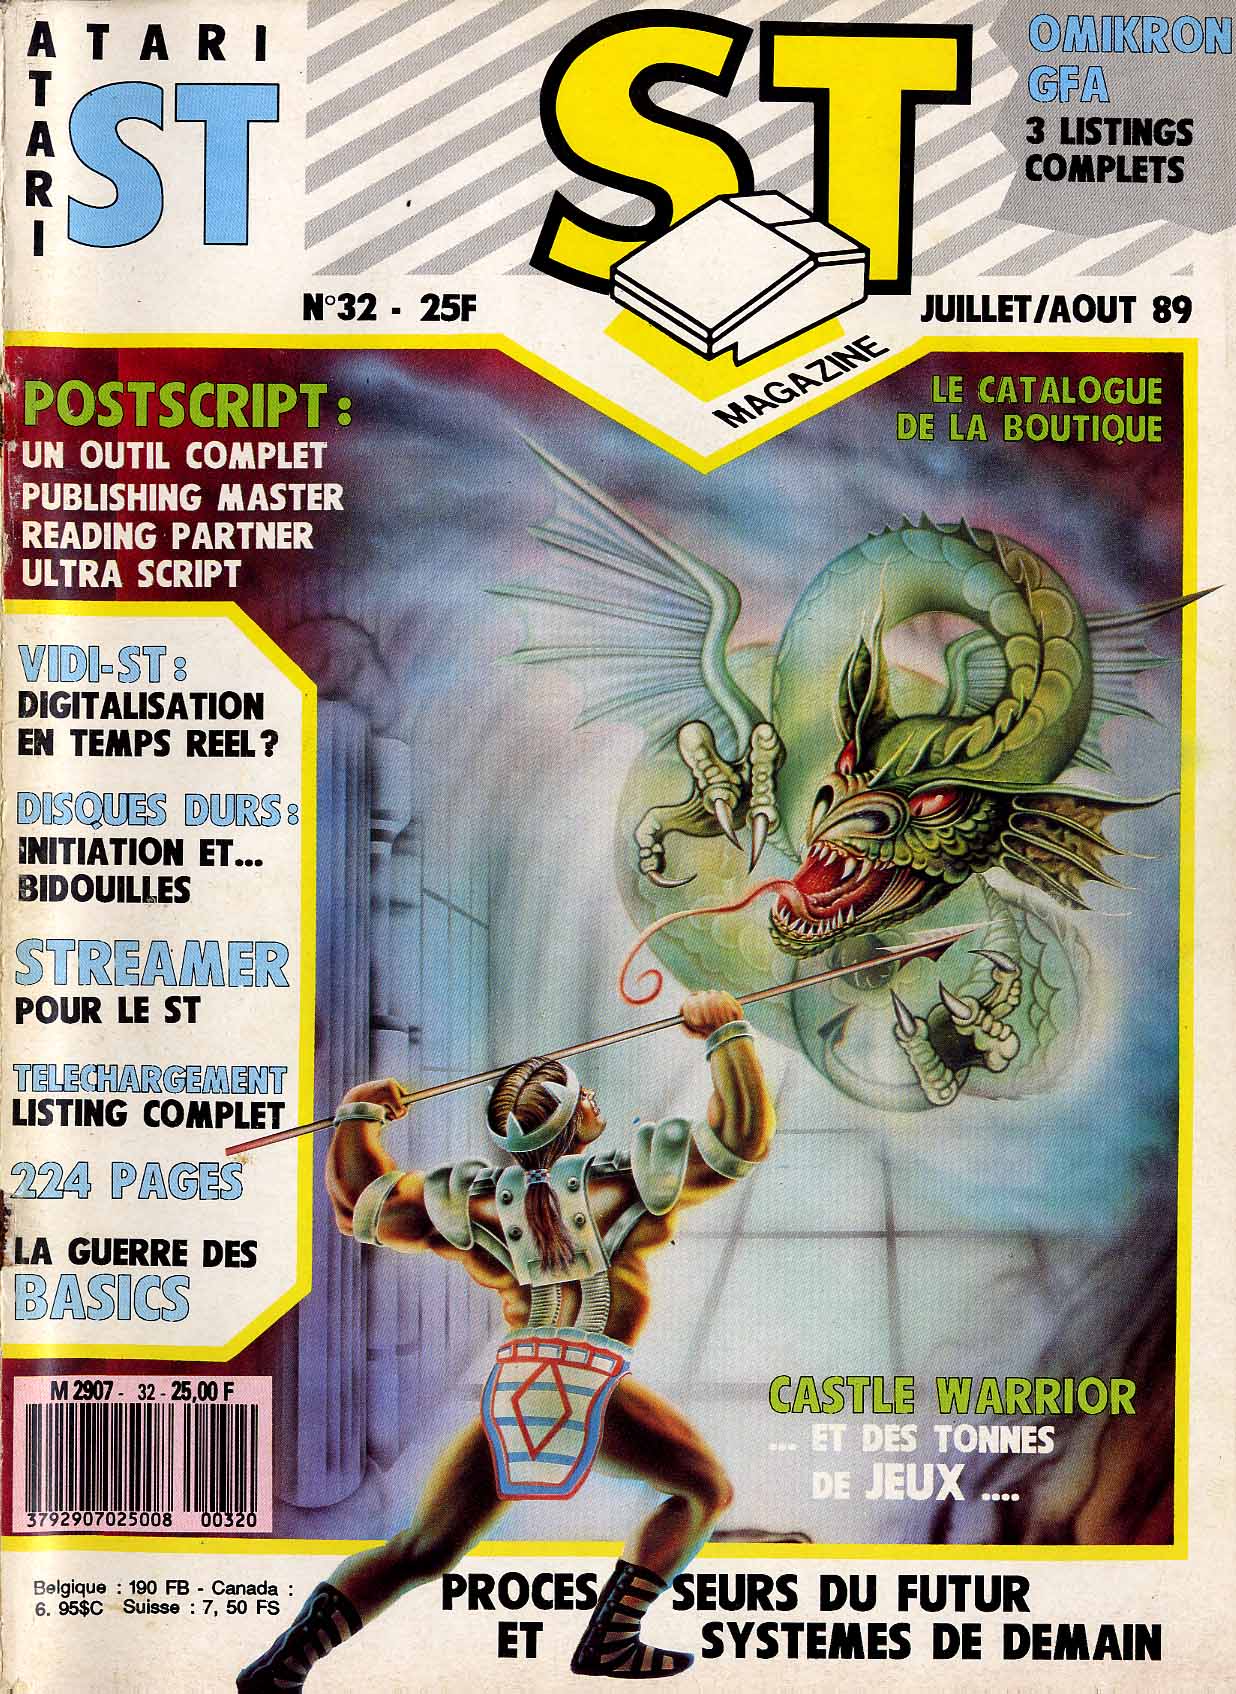 ATARI
ATARI
ST
ST
MAGAZINE
OMIKRON
GFA
3 LISTINGS
COMPLETS
N°32 - 25F
JUILLET/AOUT 89
POSTSCRIPT :
UN OUTIL COMPLET
PUBLISHING MASTER
READING PARTNER
ULTRA SCRIPT
LE CATALOGUE
DE LA BOUTIQUE
VIDI-ST :
DIGITALISATION
EN TEMPS REEL ?
DISQUES DURS :
INITIATION ET...
BIDOUILLES
STREAMER
POUR LE ST
TELECHARGEMENT
LISTING COMPLET
224 PAGES
LA GUERRE DES
BASICS
M 2907 - 32 - 25,00 F
3792907025008 00320
CASTLE WARRIOR
... ET DES TONNES
DE JEUX ....
Belgique : 190 FB - Canada :
6. 95$C Suisse : 7, 50 FS
PROCESSEURS DU FUTUR
ET SYSTEMES DE DEMAIN